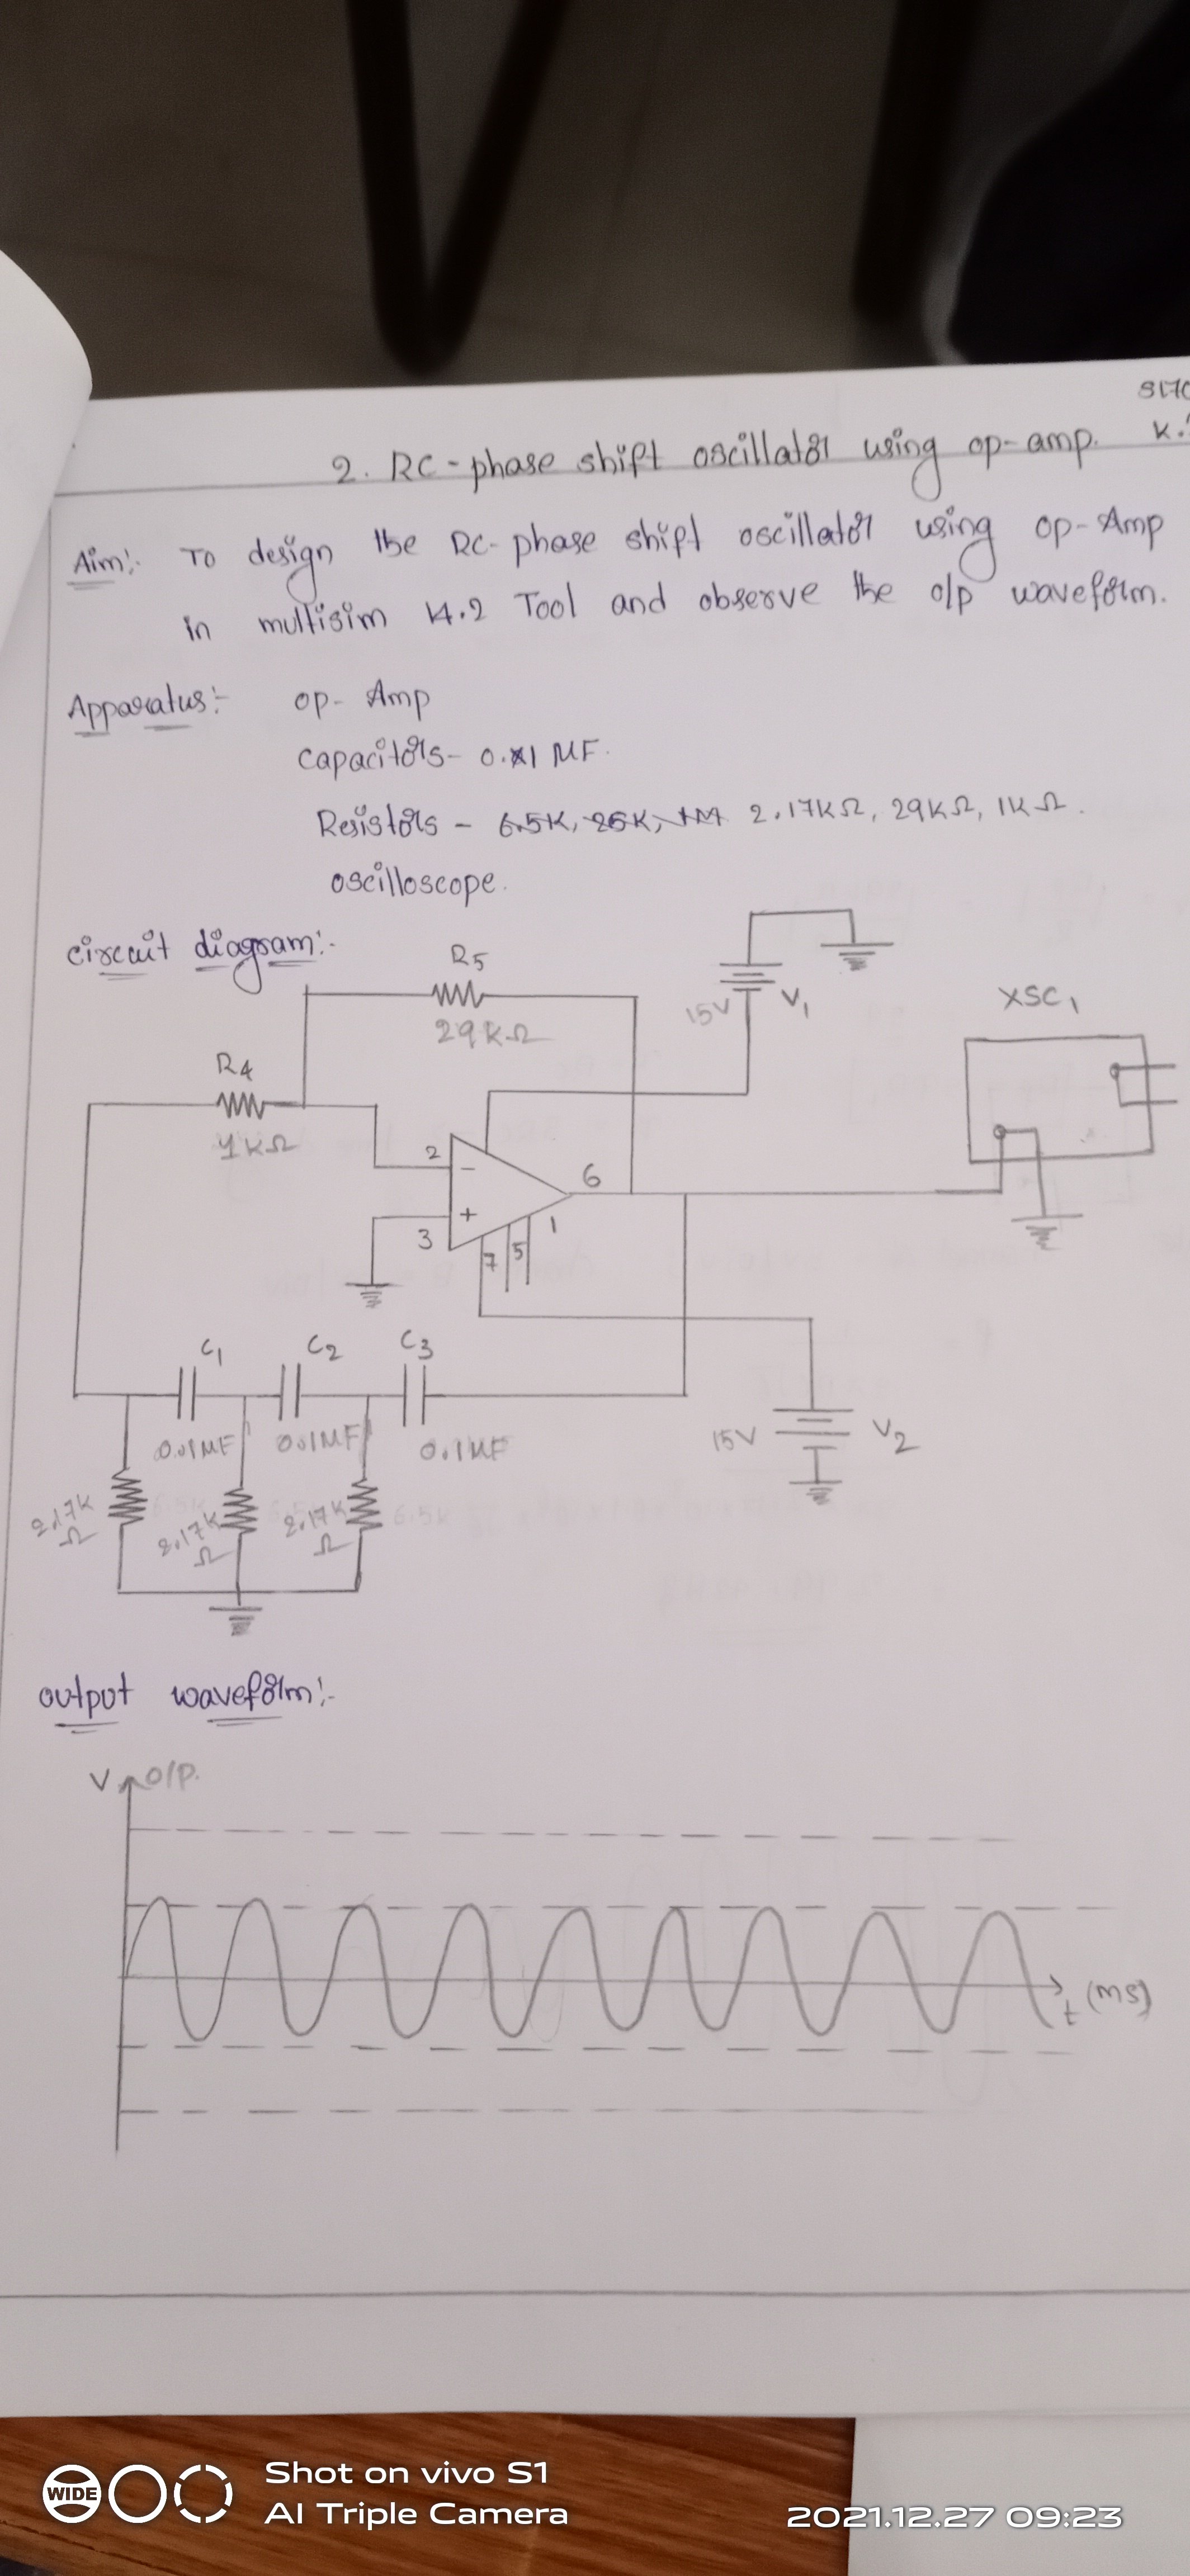 2. RC-phase shift oscillator using op-amp.
Aim:- To design the RC-phase shift oscillator using op-Amp
in multisim 14.2 Tool and observe the o/p waveform.
Apparatus:- op-Amp
capacitors- 0.1 MF.
Resistors - 6.5K, 26K, 1M 2.17KΩ, 29KΩ, 1KΩ.
oscilloscope.
circuit diagram:-
R5
29KΩ
15V V1
XSC1
R4
1KΩ
2
-
6
+
3
7 5 1
C1 C2 C3
0.01MF 0.01MF 0.1MF
15V V2
2.17K
Ω
2.17K
Ω
2.17K
Ω
output waveform:-
V o/p.
t (ms)
WIDE
Shot on vivo S1
AI Triple Camera
2021.12.27 09:23